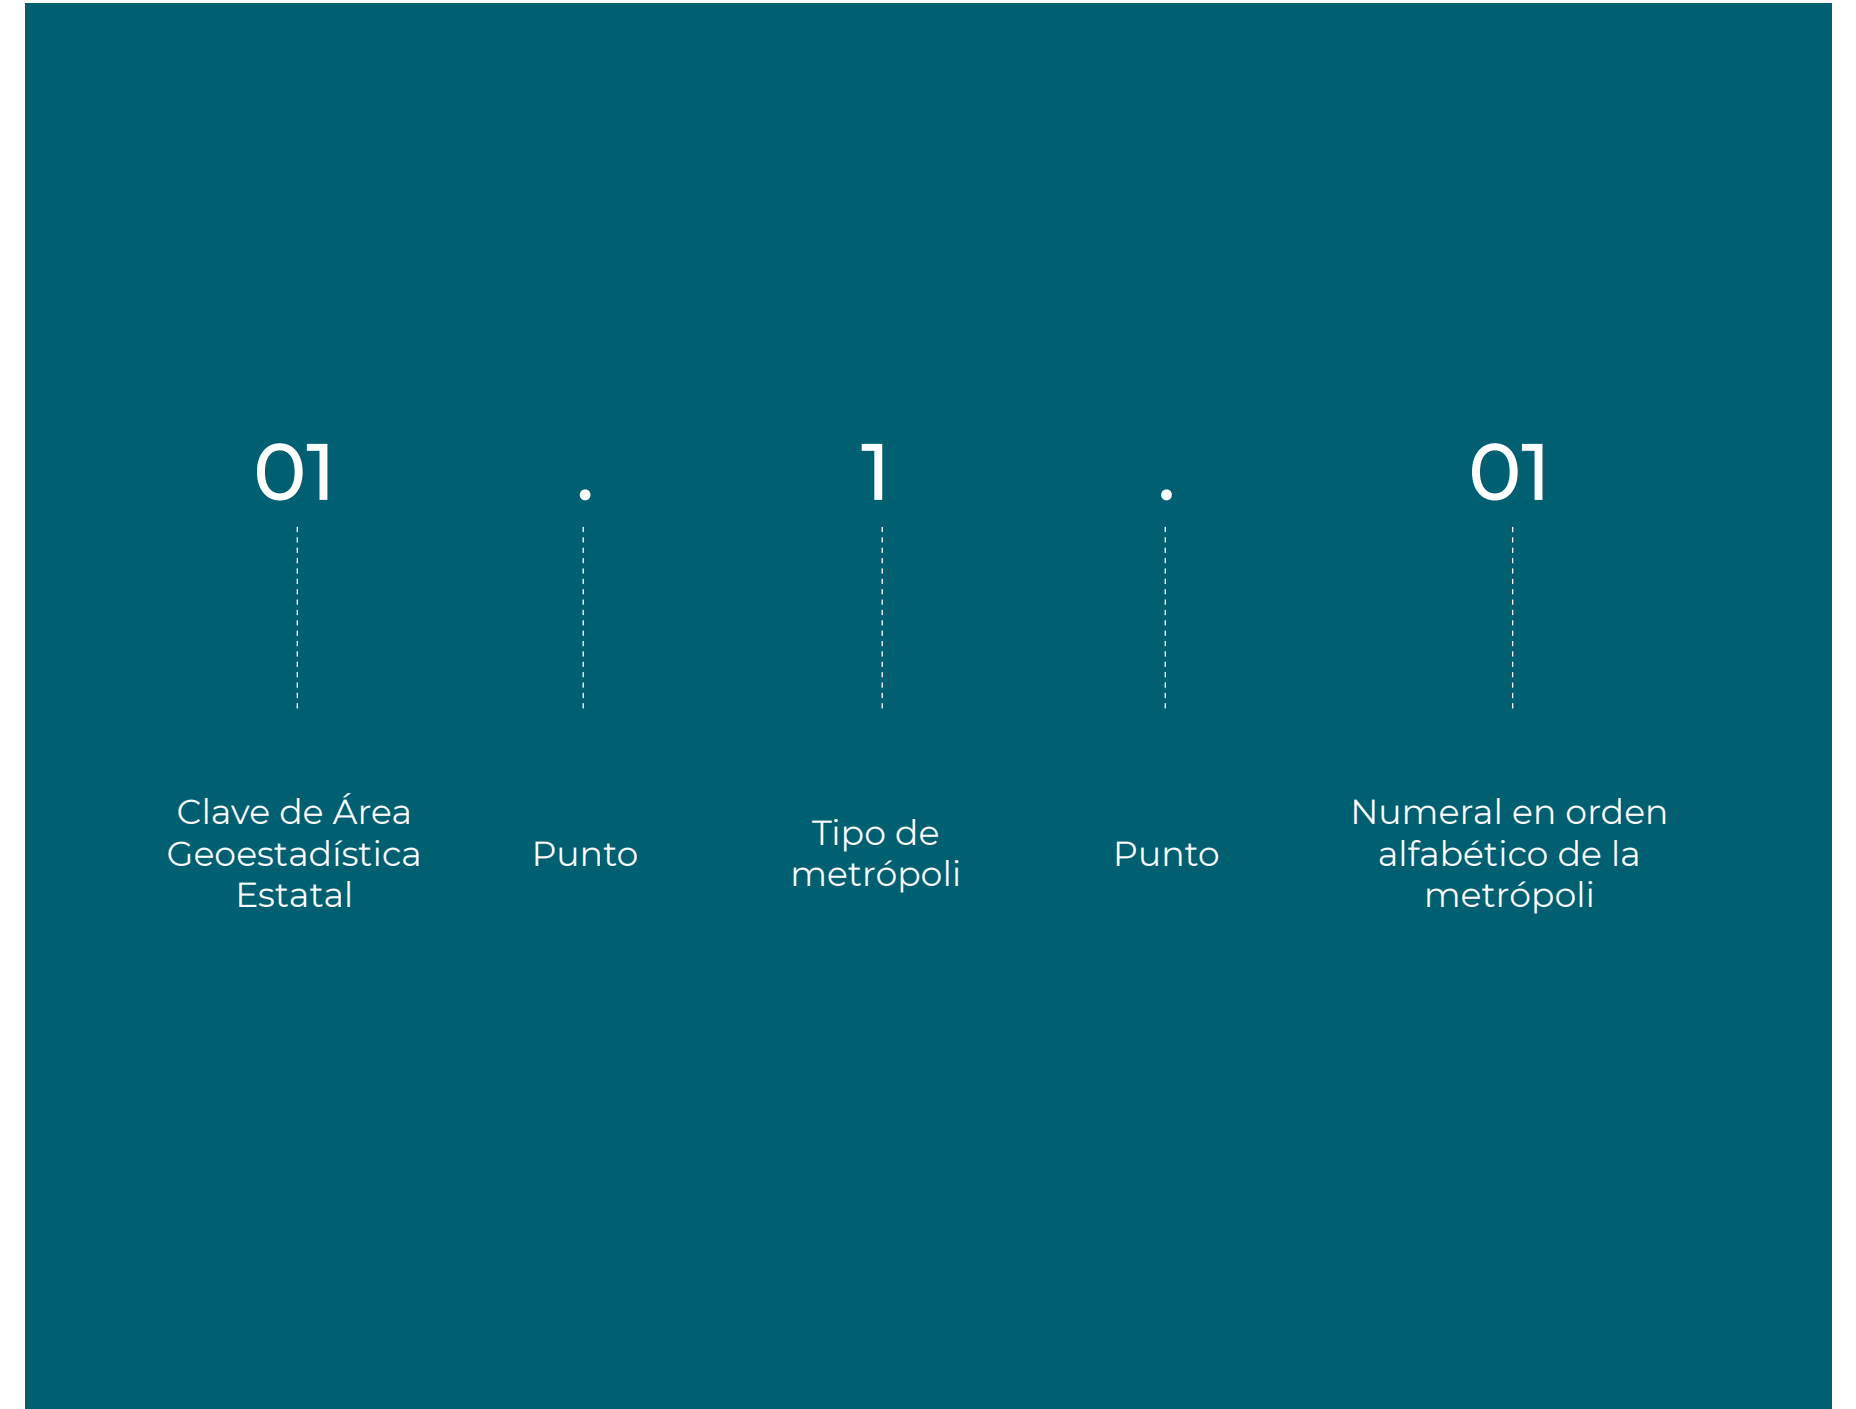 01 . 1 . 01
Clave de Área
Geoestadística
Estatal
Punto
Tipo de
metrópoli
Punto
Numeral en orden
alfabético de la
metrópoli